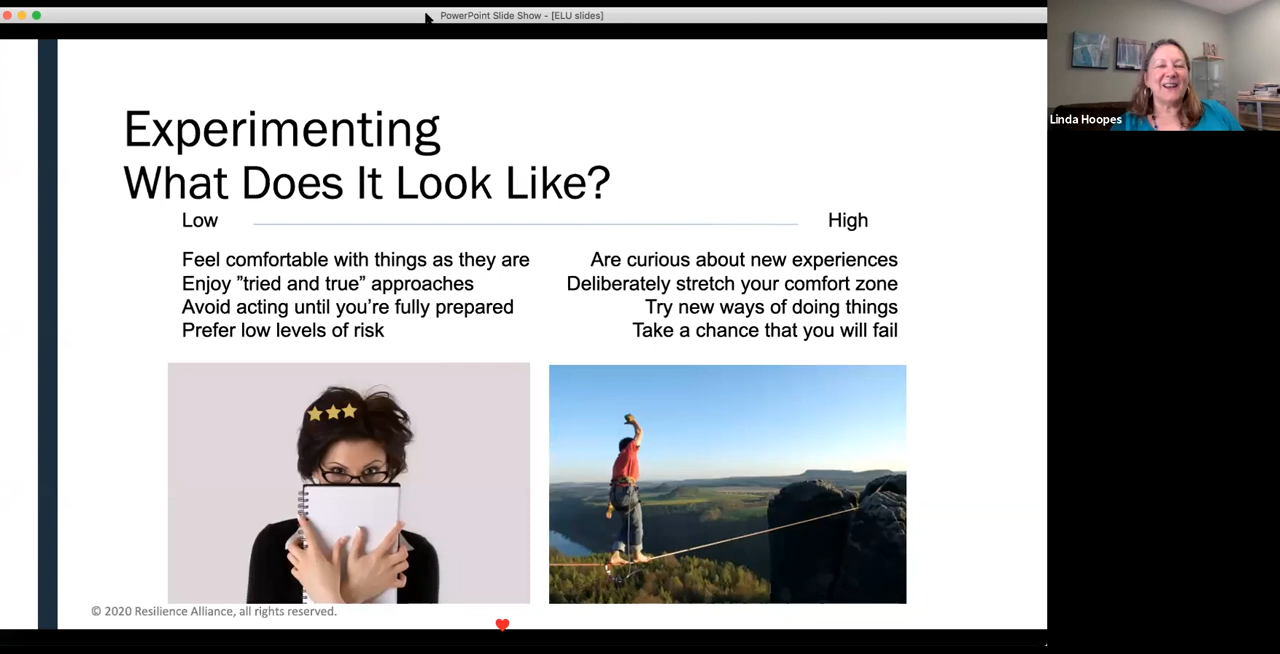 PowerPoint Slide Show - [ELU slides]
Experimenting
What Does It Look Like?
Low
High
Feel comfortable with things as they are
Enjoy ”tried and true” approaches
Avoid acting until you’re fully prepared
Prefer low levels of risk
Are curious about new experiences
Deliberately stretch your comfort zone
Try new ways of doing things
Take a chance that you will fail
© 2020 Resilience Alliance, all rights reserved.
Linda Hoopes